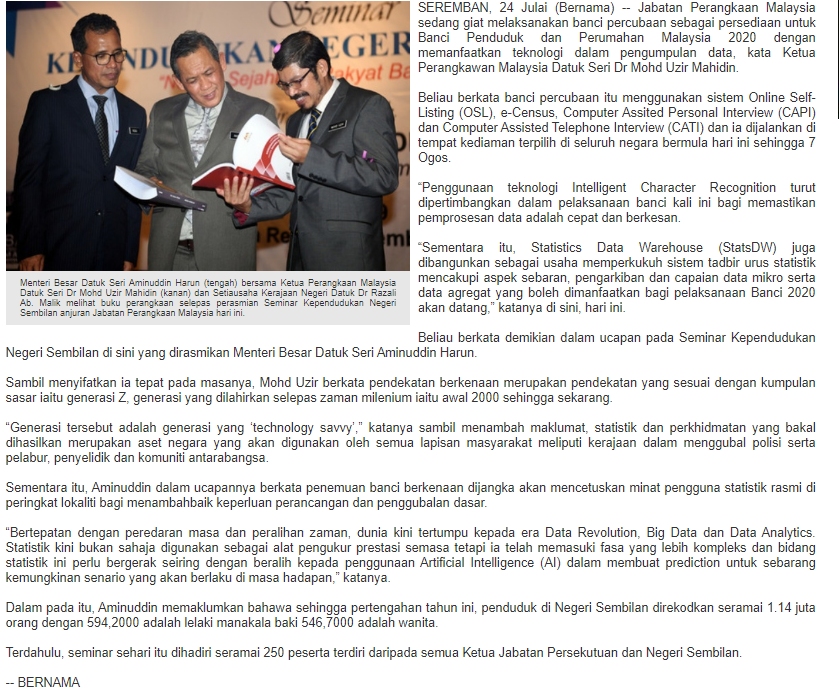 Seminar
KEPENDUDUKAN NEGER
SEREMBAN, 24 Julai (Bernama) -- Jabatan Perangkaan Malaysia
sedang giat melaksanakan banci percubaan sebagai persediaan untuk
Banci Penduduk dan Perumahan Malaysia 2020 dengan
memanfaatkan teknologi dalam pengumpulan data, kata Ketua
Perangkawan Malaysia Datuk Seri Dr Mohd Uzir Mahidin.
Beliau berkata banci percubaan itu menggunakan sistem Online Self-
Listing (OSL), e-Census, Computer Assited Personal Interview (CAPI)
dan Computer Assisted Telephone Interview (CATI) dan ia dijalankan di
tempat kediaman terpilih di seluruh negara bermula hari ini sehingga 7
Ogos.
“Penggunaan teknologi Intelligent Character Recognition turut
dipertimbangkan dalam pelaksanaan banci kali ini bagi memastikan
pemprosesan data adalah cepat dan berkesan.
“Sementara itu, Statistics Data Warehouse (StatsDW) juga
dibangunkan sebagai usaha memperkukuh sistem tadbir urus statistik
mencakupi aspek sebaran, pengarkiban dan capaian data mikro serta
data agregat yang boleh dimanfaatkan bagi pelaksanaan Banci 2020
akan datang,” katanya di sini, hari ini.
Menteri Besar Datuk Seri Aminuddin Harun (tengah) bersama Ketua Perangkaan Malaysia
Datuk Seri Dr Mohd Uzir Mahidin (kanan) dan Setiausaha Kerajaan Negeri Datuk Dr Razali
Ab. Malik melihat buku perangkaan selepas perasmian Seminar Kependudukan Negeri
Sembilan anjuran Jabatan Perangkaan Malaysia hari ini.
Beliau berkata demikian dalam ucapan pada Seminar Kependudukan
Negeri Sembilan di sini yang dirasmikan Menteri Besar Datuk Seri Aminuddin Harun.
Sambil menyifatkan ia tepat pada masanya, Mohd Uzir berkata pendekatan berkenaan merupakan pendekatan yang sesuai dengan kumpulan
sasar iaitu generasi Z, generasi yang dilahirkan selepas zaman milenium iaitu awal 2000 sehingga sekarang.
“Generasi tersebut adalah generasi yang ‘technology savvy’,” katanya sambil menambah maklumat, statistik dan perkhidmatan yang bakal
dihasilkan merupakan aset negara yang akan digunakan oleh semua lapisan masyarakat meliputi kerajaan dalam menggubal polisi serta
pelabur, penyelidik dan komuniti antarabangsa.
Sementara itu, Aminuddin dalam ucapannya berkata penemuan banci berkenaan dijangka akan mencetuskan minat pengguna statistik rasmi di
peringkat lokaliti bagi menambahbaik keperluan perancangan dan penggubalan dasar.
“Bertepatan dengan peredaran masa dan peralihan zaman, dunia kini tertumpu kepada era Data Revolution, Big Data dan Data Analytics.
Statistik kini bukan sahaja digunakan sebagai alat pengukur prestasi semasa tetapi ia telah memasuki fasa yang lebih kompleks dan bidang
statistik ini perlu bergerak seiring dengan beralih kepada penggunaan Artificial Intelligence (AI) dalam membuat prediction untuk sebarang
kemungkinan senario yang akan berlaku di masa hadapan,” katanya.
Dalam pada itu, Aminuddin memaklumkan bahawa sehingga pertengahan tahun ini, penduduk di Negeri Sembilan direkodkan seramai 1.14 juta
orang dengan 594,2000 adalah lelaki manakala baki 546,7000 adalah wanita.
Terdahulu, seminar sehari itu dihadiri seramai 250 peserta terdiri daripada semua Ketua Jabatan Persekutuan dan Negeri Sembilan.
-- BERNAMA